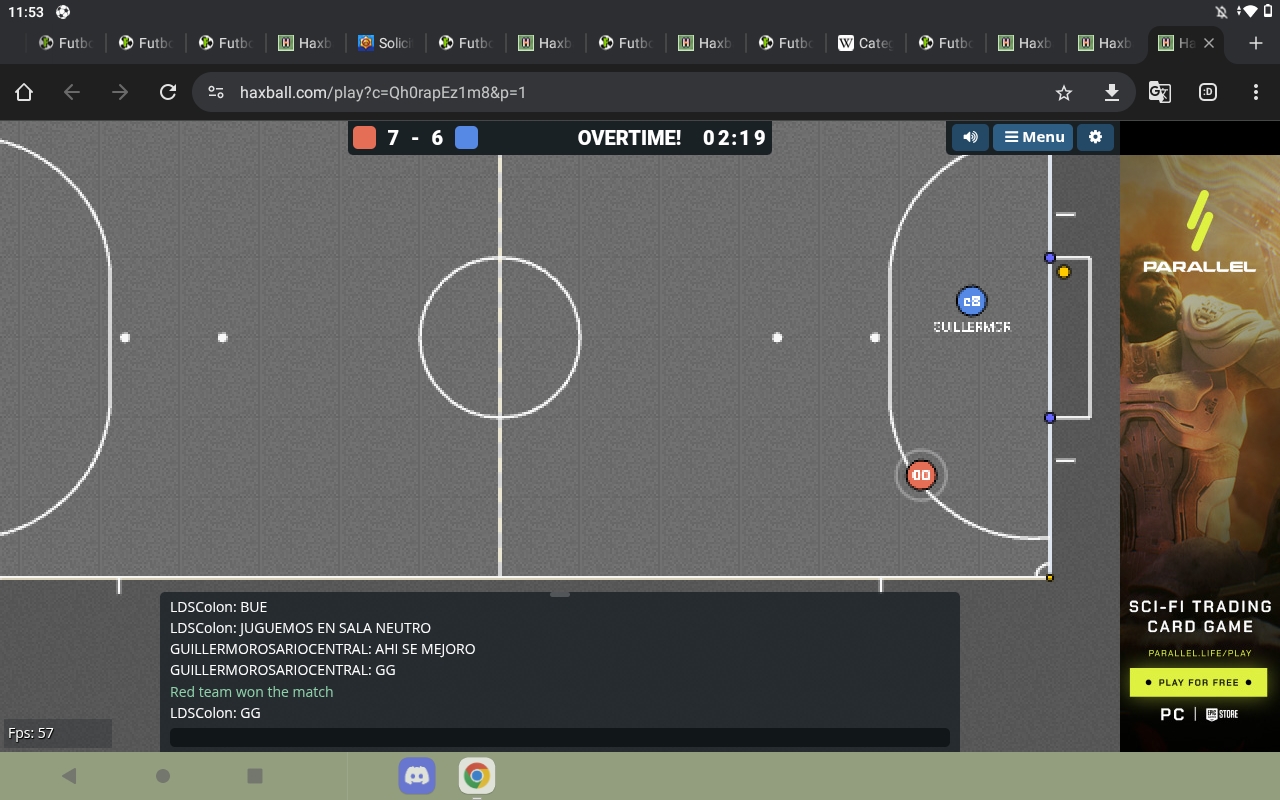 11:53
Futbo
Futbo
Futbo
Haxb
Solici
Futbo
Haxb
Futbo
Haxb
Futbo
W Categ
Futbo
Haxb
Haxb
Ha
haxball.com/play?c=Qh0rapEz1m8&p=1
:D
7 - 6 OVERTIME! 02:19
Menu
PARALLEL
c8
GUILLERMOR
LDSColon: BUE
LDSColon: JUGUEMOS EN SALA NEUTRO
GUILLERMOROSARIOCENTRAL: AHI SE MEJORO
GUILLERMOROSARIOCENTRAL: GG
Red team won the match
LDSColon: GG
Fps: 57
SCI-FI TRADING
CARD GAME
PARALLEL.LIFE/PLAY
PLAY FOR FREE
PC | EPIC GAMES STORE